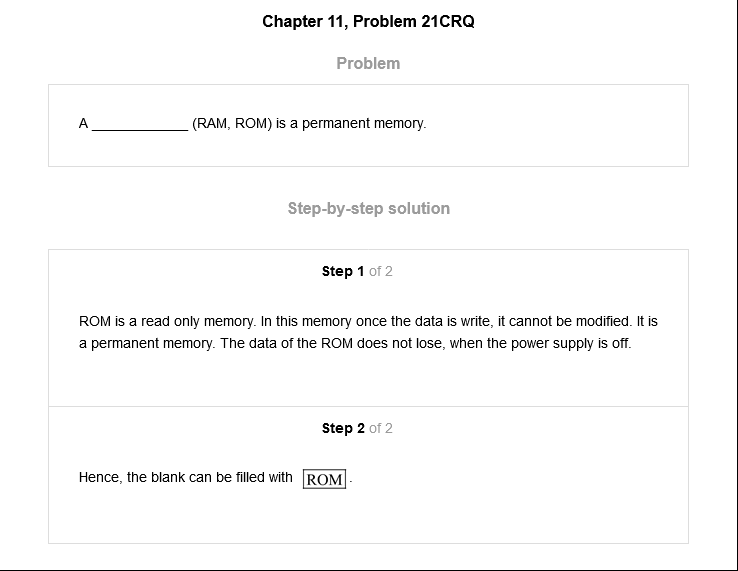 Chapter 11, Problem 21CRQ
Problem
A ____________ (RAM, ROM) is a permanent memory.
Step-by-step solution
Step 1 of 2
ROM is a read only memory. In this memory once the data is write, it cannot be modified. It is
a permanent memory. The data of the ROM does not lose, when the power supply is off.
Step 2 of 2
Hence, the blank can be filled with ROM .